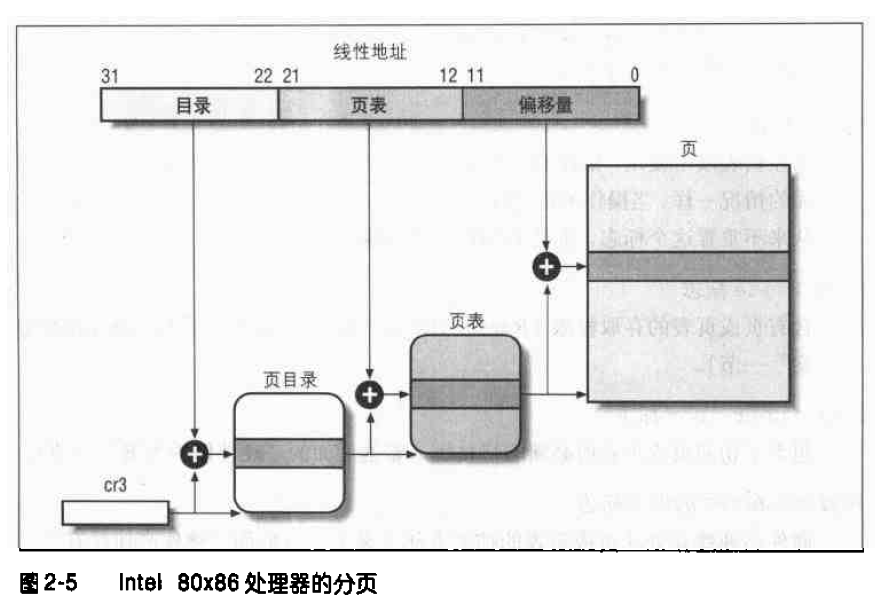 线性地址
31 22 21 12 11 0
目录 页表 偏移量
页
页表
页目录
cr3
图2-5 Intel 80x86 处理器的分页